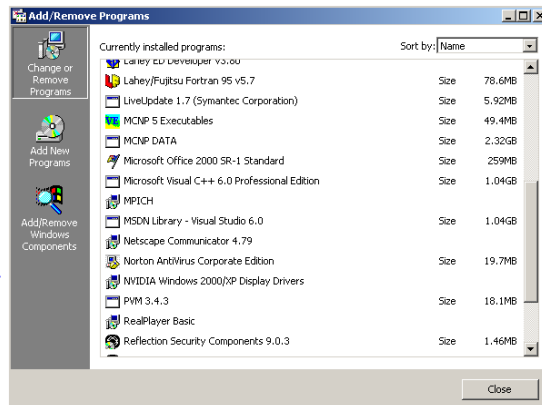 Add/Remove Programs
Change or Remove Programs
Add New Programs
Add/Remove Windows Components
Currently installed programs:
Sort by: Name
Lahey ED Developer v3.80
Lahey/Fujitsu Fortran 95 v5.7 Size 78.6MB
LiveUpdate 1.7 (Symantec Corporation) Size 5.92MB
VE MCNP 5 Executables Size 49.4MB
MCNP DATA Size 2.32GB
Microsoft Office 2000 SR-1 Standard Size 259MB
Microsoft Visual C++ 6.0 Professional Edition Size 1.04GB
MPICH
MSDN Library - Visual Studio 6.0 Size 1.04GB
Netscape Communicator 4.79
Norton AntiVirus Corporate Edition Size 19.7MB
NVIDIA Windows 2000/XP Display Drivers
PVM 3.4.3 Size 18.1MB
RealPlayer Basic
Reflection Security Components 9.0.3 Size 1.46MB
Close